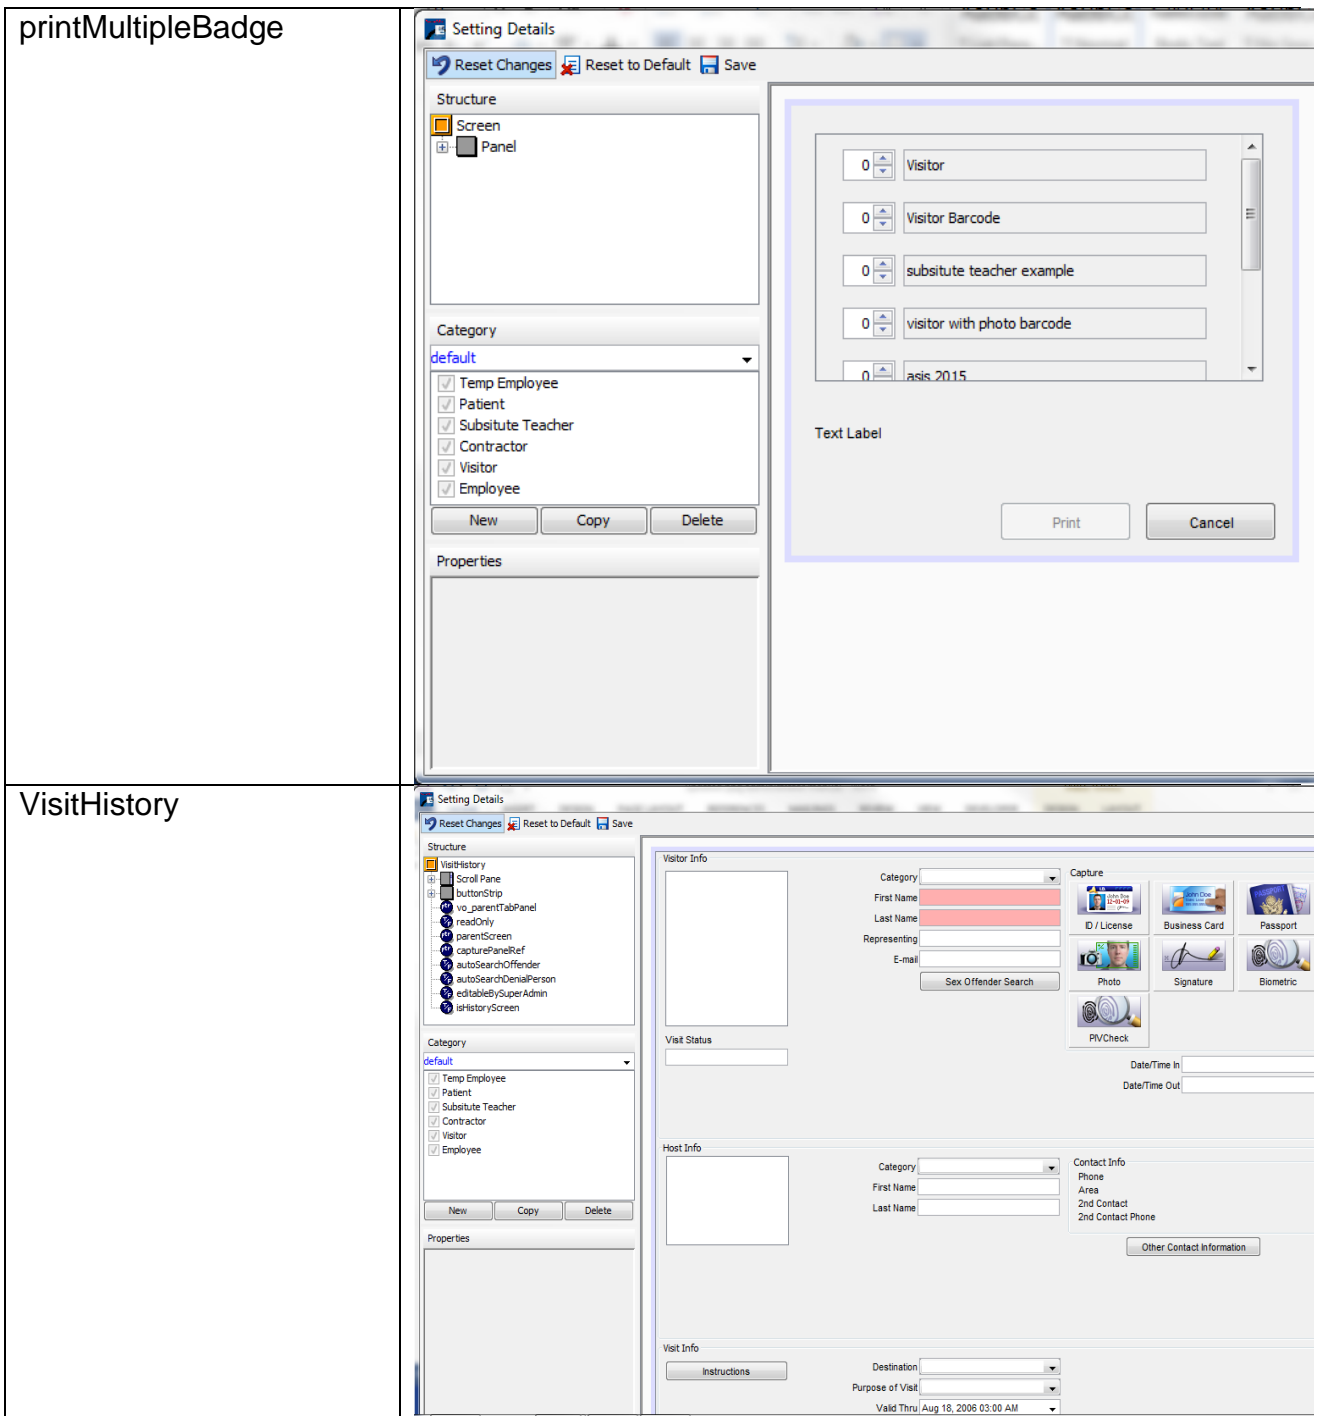 printMultipleBadge
Setting Details
Reset Changes Reset to Default Save
Structure
Screen
Panel
Category
default
Temp Employee
Patient
Subsitute Teacher
Contractor
Visitor
Employee
New Copy Delete
Properties
0 Visitor
0 Visitor Barcode
0 subsitute teacher example
0 visitor with photo barcode
0 asis 2015
Text Label
Print Cancel
VisitHistory
Setting Details
Reset Changes Reset to Default Save
Structure
VisitHistory
Scroll Pane
buttonStrip
vo_parentTabPanel
readOnly
parentScreen
capturePanelRef
autoSearchOffender
autoSearchDenialPerson
editableBySuperAdmin
isHistoryScreen
Category
default
Temp Employee
Patient
Subsitute Teacher
Contractor
Visitor
Employee
New Copy Delete
Properties
Visitor Info
Category
First Name
Last Name
Representing
E-mail
Sex Offender Search
Visit Status
Capture
ID / License Business Card Passport
Photo Signature Biometric
PIVCheck
Date/Time In
Date/Time Out
Host Info
Category
First Name
Last Name
Contact Info
Phone
Area
2nd Contact
2nd Contact Phone
Other Contact Information
Visit Info
Instructions
Destination
Purpose of Visit
Valid Thru Aug 18, 2006 03:00 AM